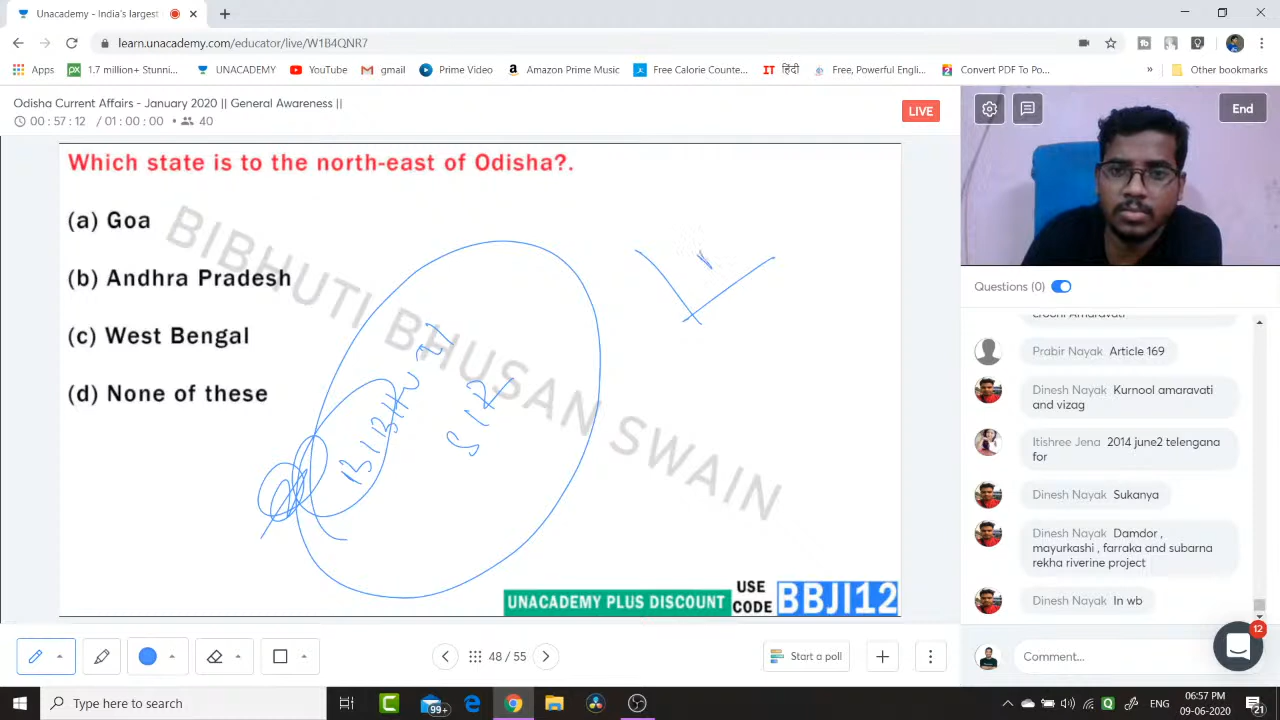 Unacademy - India's largest
learn.unacademy.com/educator/live/W1B4QNR7
Apps 1.7 million+ Stunni... UNACADEMY YouTube gmail Prime Video Amazon Prime Music Free Calorie Counte... हिंदी Free, Powerful Engli... Convert PDF To Po... » Other bookmarks
Odisha Current Affairs - January 2020 || General Awareness ||
00 : 57 : 12 / 01 : 00 : 00 • 40
LIVE
End
Which state is to the north-east of Odisha?.
(a) Goa
(b) Andhra Pradesh
(c) West Bengal
(d) None of these
BIBHUTI BHUSAN SWAIN
SIR
UNACADEMY PLUS DISCOUNT USE CODE BBJI12
Questions (0)
Prabir Nayak Article 169
Dinesh Nayak Kurnool amaravati
and vizag
Itishree Jena 2014 june2 telengana
for
Dinesh Nayak Sukanya
Dinesh Nayak Damdor ,
mayurkashi , farraka and subarna
rekha riverine project
Dinesh Nayak In wb
12
Comment...
48 / 55
Start a poll
Type here to search
99+
ENG
06:57 PM
09-06-2020
21